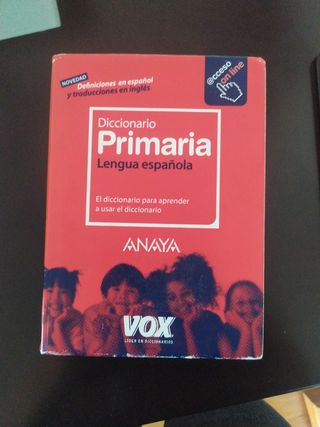 NOVEDAD
Definiciones en español
y traducciones en inglés
@cceso
on line
Diccionario
Primaria
Lengua española
El diccionario para aprender
a usar el diccionario
ANAYA
VOX
LÍDER EN DICCIONARIOS